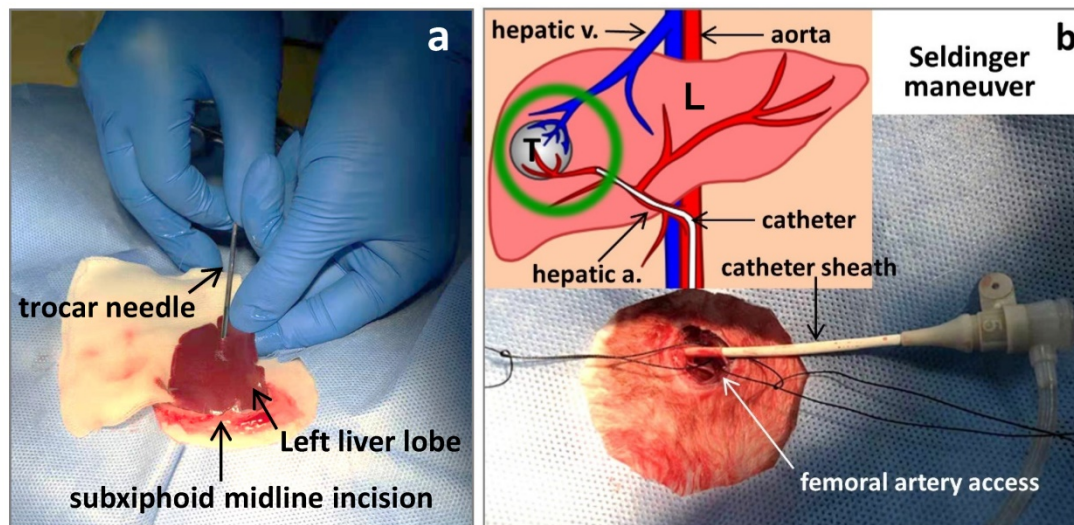 a
trocar needle
Left liver lobe
subxiphoid midline incision
b
hepatic v.
aorta
Seldinger
maneuver
L
T
catheter
hepatic a.
catheter sheath
5
femoral artery access